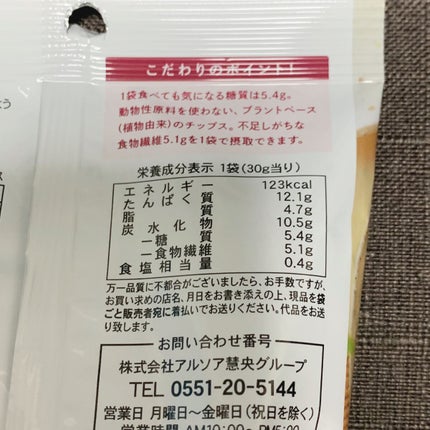 こだわりのポイント！
1袋食べても気になる糖質は5.4g。
動物性原料を使わない、プラントベース
(植物由来)のチップス。不足しがちな
食物繊維5.1gを1袋で摂取できます。
栄養成分表示 1袋(30g当り)
エネルギー 123kcal
たんぱく質 12.1g
脂質 4.7g
炭水化物 10.5g
―糖質 5.4g
―食物繊維 5.1g
食塩相当量 0.4g
万一品質に不都合がございましたら、お手数ですが、
お買い求めの店名、月日をお書き添えの上、現品を袋
ごと販売者宛に着払いでお送りください。代品をお送
り致します。
お問い合わせ番号
株式会社アルソア慧央グループ
TEL 0551-20-5144
営業日 月曜日～金曜日(祝日を除く)
営業時間 AM10:00～PM5:00